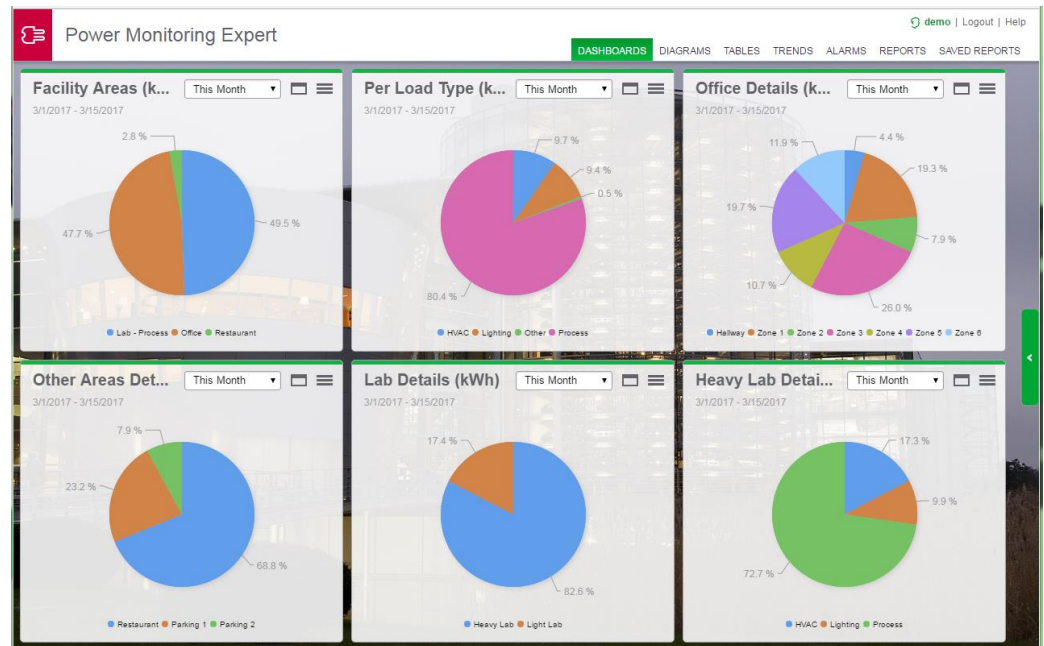 Power Monitoring Expert
demo | Logout | Help
DASHBOARDS DIAGRAMS TABLES TRENDS ALARMS REPORTS SAVED REPORTS
Facility Areas (k... This Month
3/1/2017 - 3/15/2017
2.8 %
49.5 %
47.7 %
Lab - Process Office Restaurant
Per Load Type (k... This Month
3/1/2017 - 3/15/2017
9.7 %
9.4 %
0.5 %
80.4 %
HVAC Lighting Other Process
Office Details (k... This Month
3/1/2017 - 3/15/2017
11.9 % 4.4 %
19.3 %
19.7 %
7.9 %
10.7 %
26.0 %
Hallway Zone 1 Zone 2 Zone 3 Zone 4 Zone 5 Zone 6
Other Areas Det... This Month
3/1/2017 - 3/15/2017
7.9 %
23.2 %
68.8 %
Restaurant Parking 1 Parking 2
Lab Details (kWh) This Month
3/1/2017 - 3/15/2017
17.4 %
82.6 %
Heavy Lab Light Lab
Heavy Lab Detai... This Month
3/1/2017 - 3/15/2017
17.3 %
9.9 %
72.7 %
HVAC Lighting Process